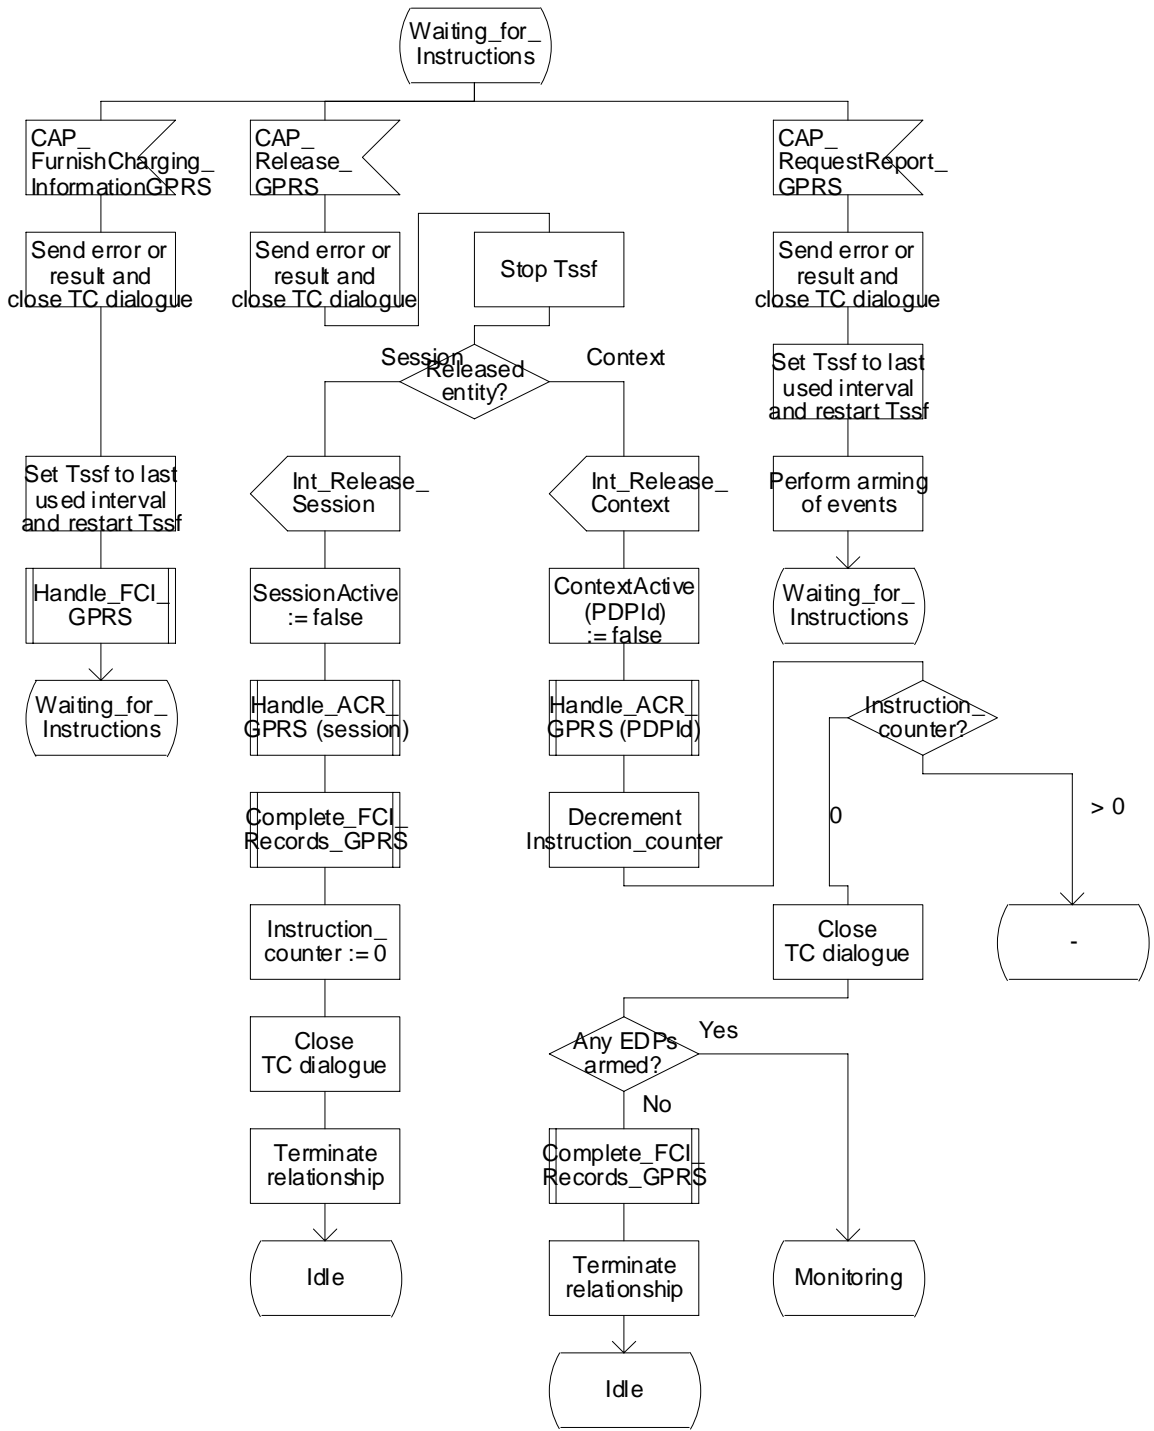 Waiting_for_
Instructions
CAP_
FurnishCharging_
InformationGPRS
CAP_
Release_
GPRS
CAP_
RequestReport_
GPRS
Send error or
result and
close TC dialogue
Send error or
result and
close TC dialogue
Stop Tssf
Send error or
result and
close TC dialogue
Session
Context
Released
entity?
Set Tssf to last
used interval
and restart Tssf
Set Tssf to last
used interval
and restart Tssf
Int_Release_
Session
Int_Release_
Context
Perform arming
of events
Handle_FCI_
GPRS
SessionActive
:= false
ContextActive
(PDPId)
:= false
Waiting_for_
Instructions
Waiting_for_
Instructions
Handle_ACR_
GPRS (session)
Handle_ACR_
GPRS (PDPId)
Instruction_
counter?
Complete_FCI_
Records_GPRS
Decrement
Instruction_counter
0
> 0
Instruction_
counter := 0
Close
TC dialogue
-
Close
TC dialogue
Any EDPs
armed?
Yes
No
Terminate
relationship
Complete_FCI_
Records_GPRS
Idle
Terminate
relationship
Monitoring
Idle